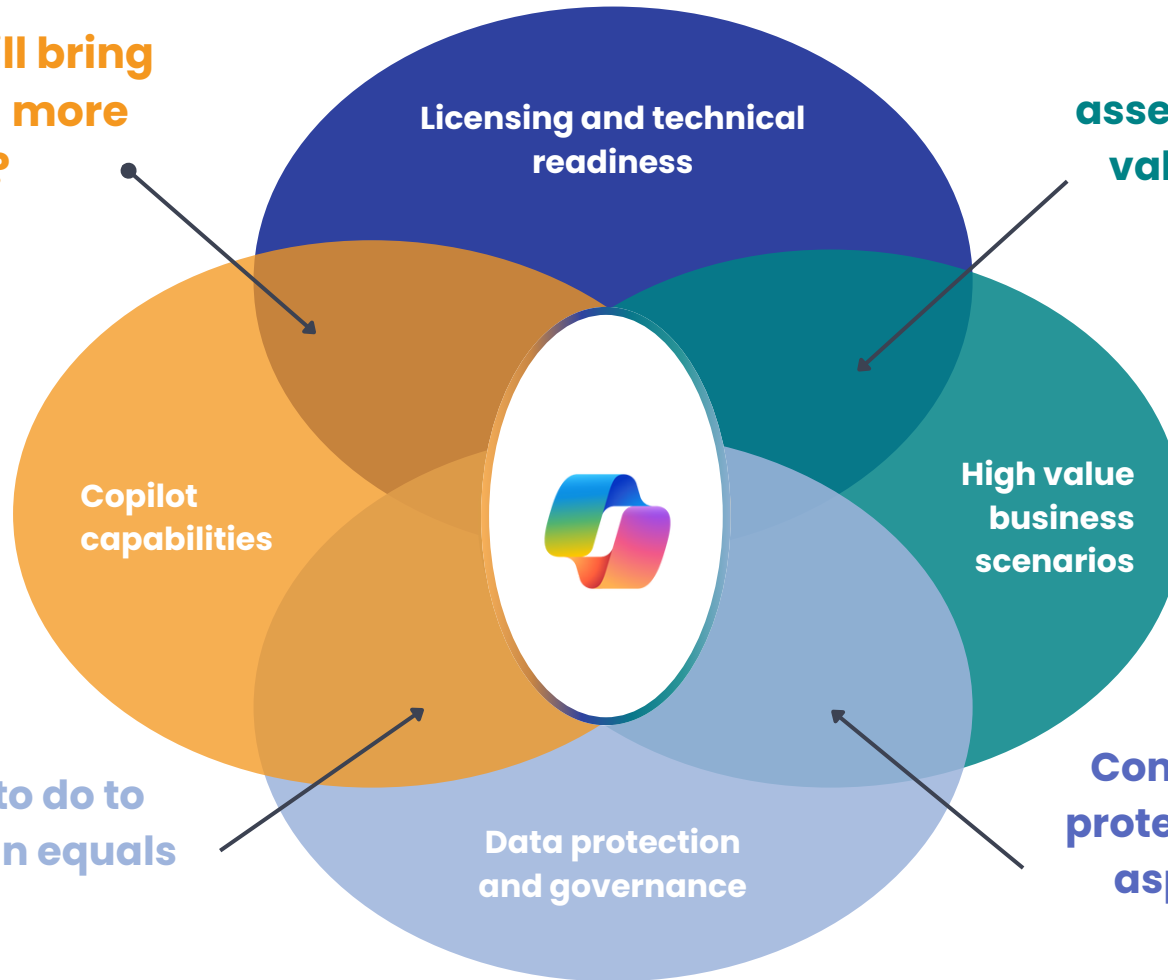 ll bring
more
?
Licensing and technical
readiness
asse
val
Copilot
capabilities
High value
business
scenarios
to do to
n equals
Data protection
and governance
Con
prote
asp